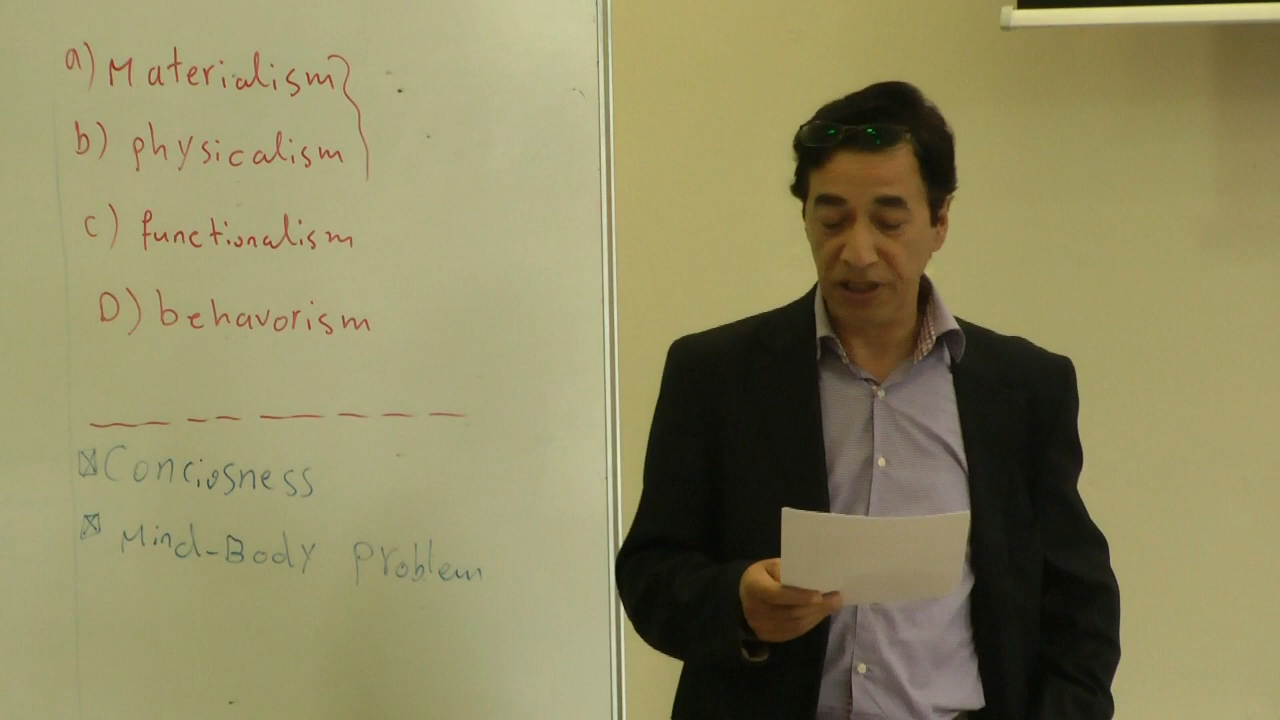 a) Materialism
b) physicalism
c) functionalism
D) behavorism
Conciosness
Mind-Body problem